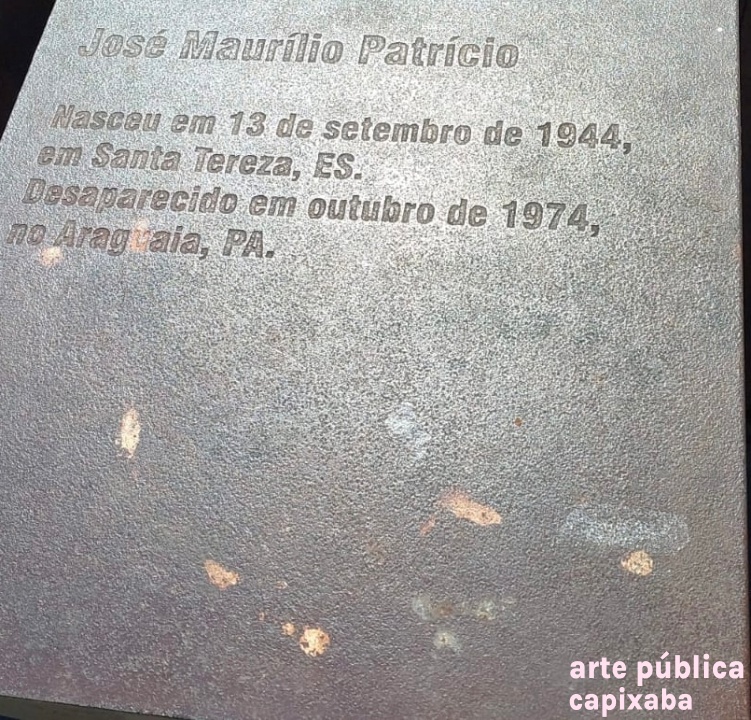 José Maurílio Patrício
Nasceu em 13 de setembro de 1944,
em Santa Tereza, ES.
Desaparecido em outubro de 1974,
no Araguaia, PA.
arte pública
capixaba